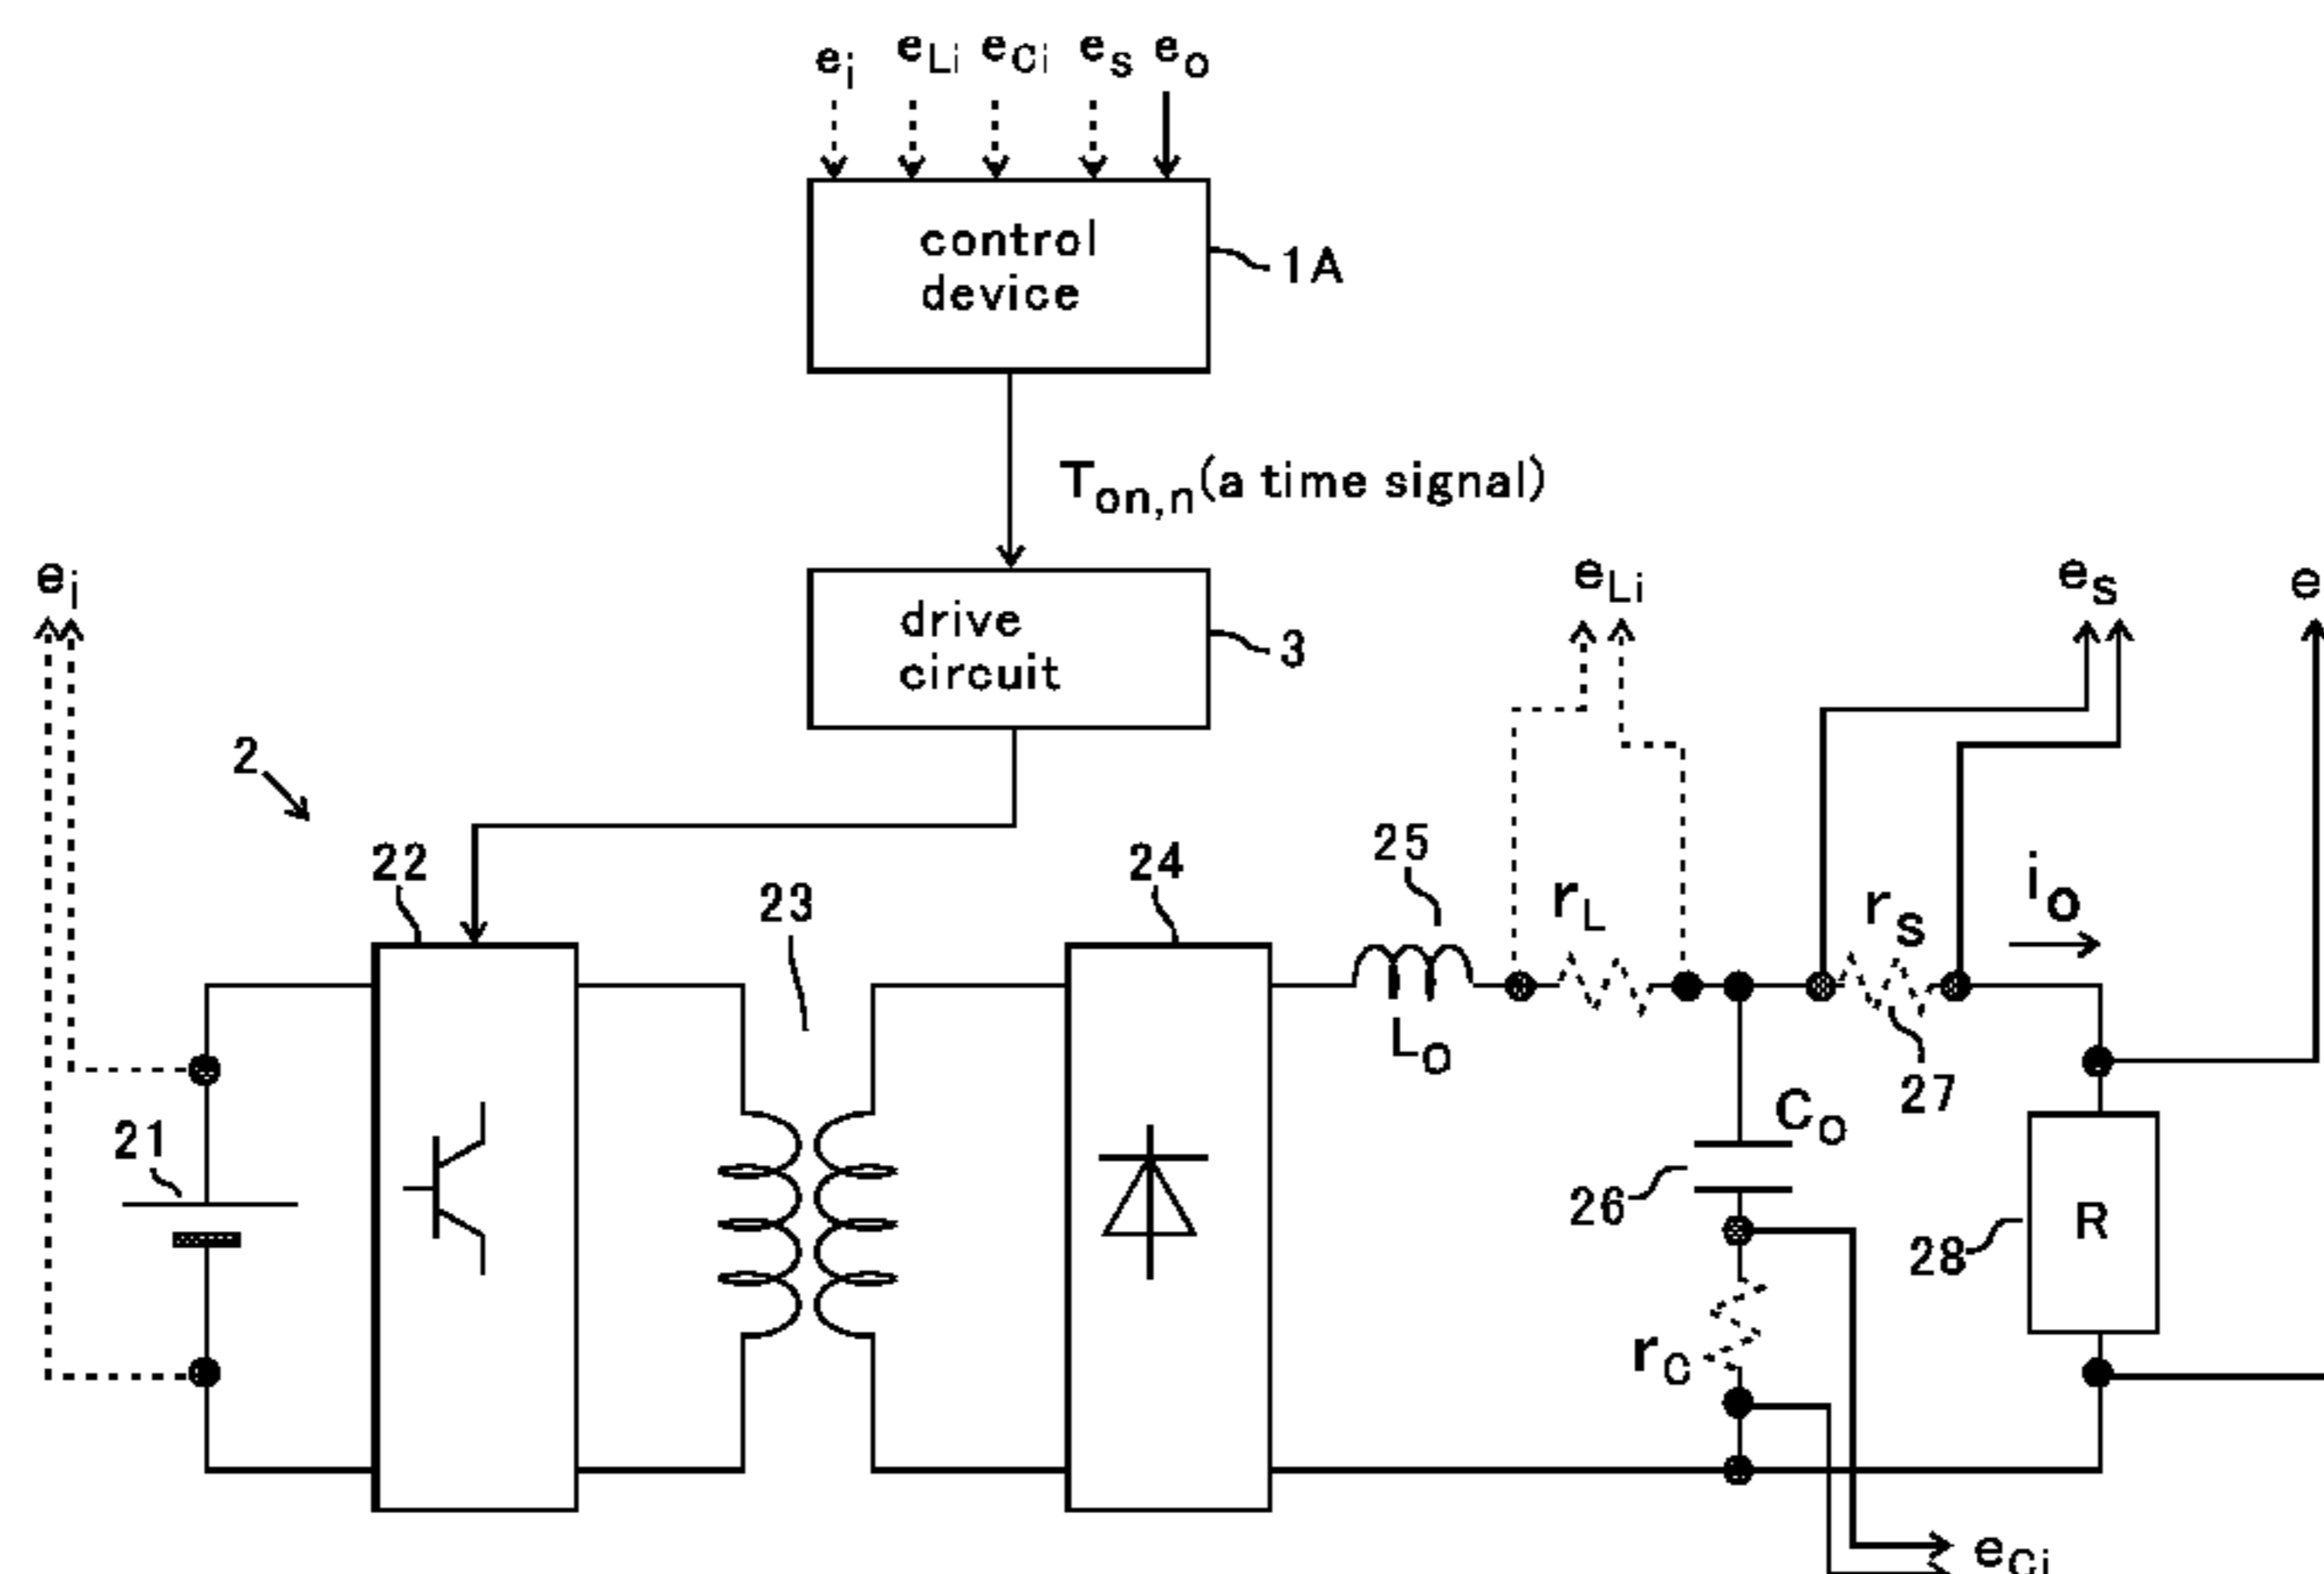 ei eLi eCi es eo
control
device
1A
Ton,n(a time signal)
ei
drive
circuit
3
eLi
es
e
2
22
23
24
25
rL
rs
io
Lo
27
21
Co
26
28
R
rC
eCi